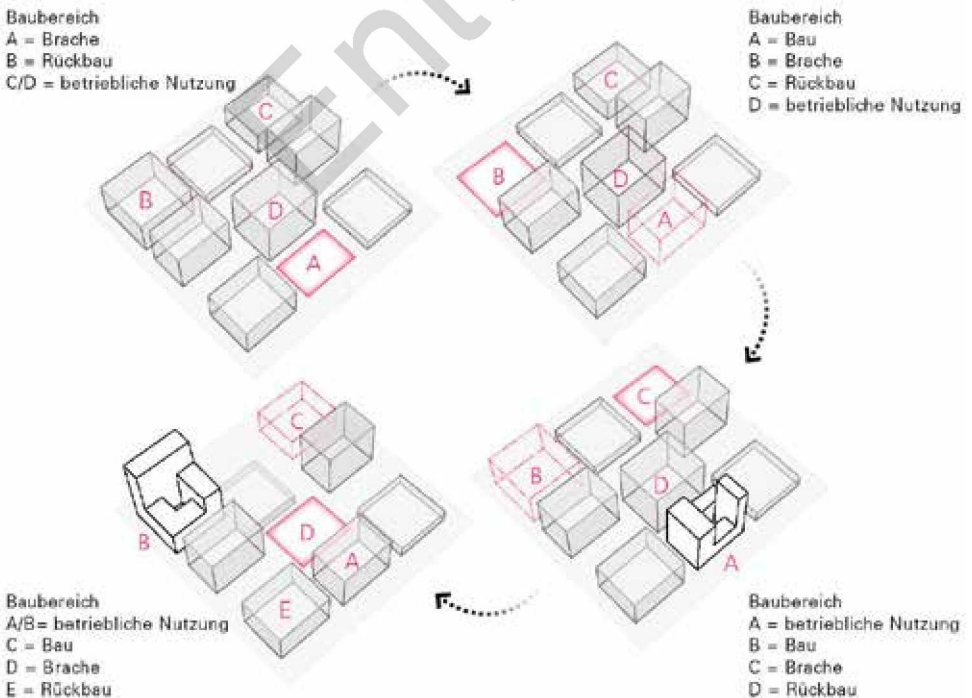 Baubereich
A = Brache
B = Rückbau
C/D = betriebliche Nutzung
Baubereich
A = Bau
B = Brache
C = Rückbau
D = betriebliche Nutzung
C
B
D
A
C
B
D
A
C
D
A
B
E
C
B
D
A
Baubereich
A/B= betriebliche Nutzung
C = Bau
D = Brache
E = Rückbau
Baubereich
A = betriebliche Nutzung
B = Bau
C = Brache
D = Rückbau